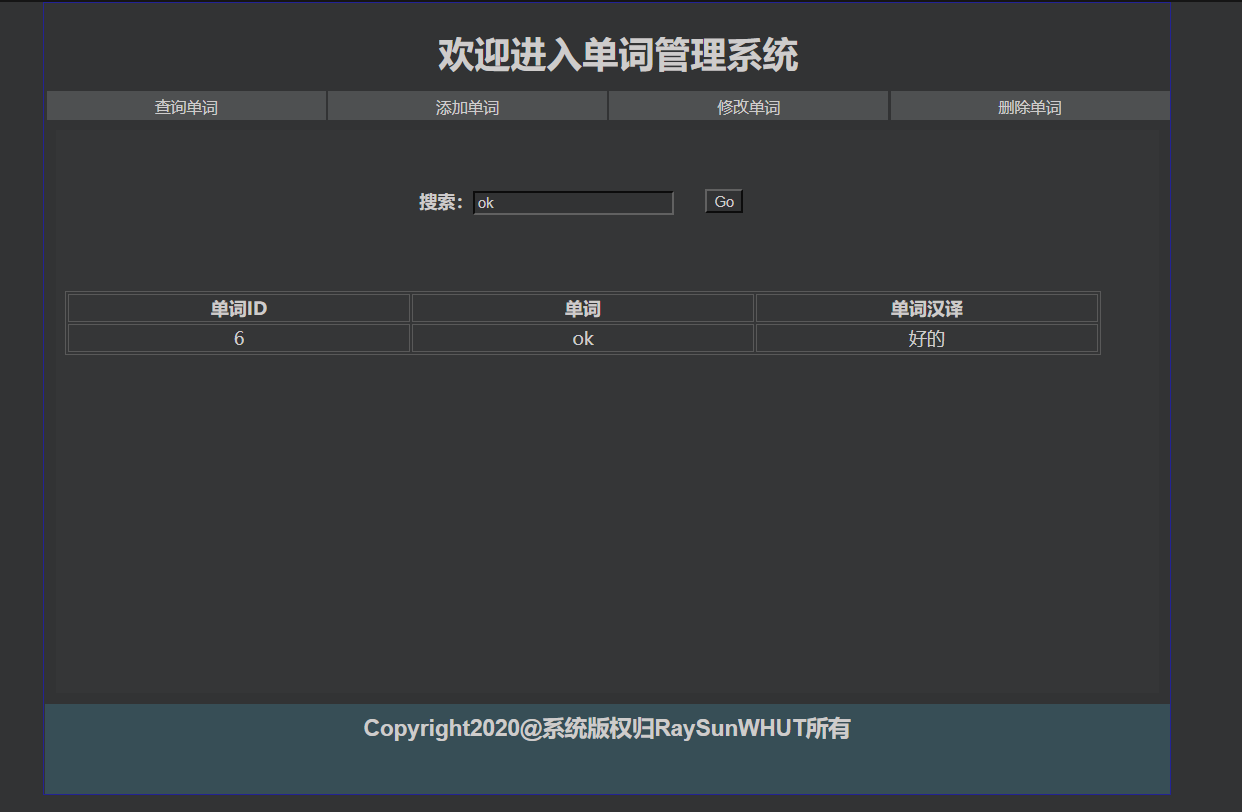 欢迎进入单词管理系统
查询单词 添加单词 修改单词 删除单词
搜索： ok Go
单词ID 单词 单词汉译
6 ok 好的
Copyright2020@系统版权归RaySunWHUT所有